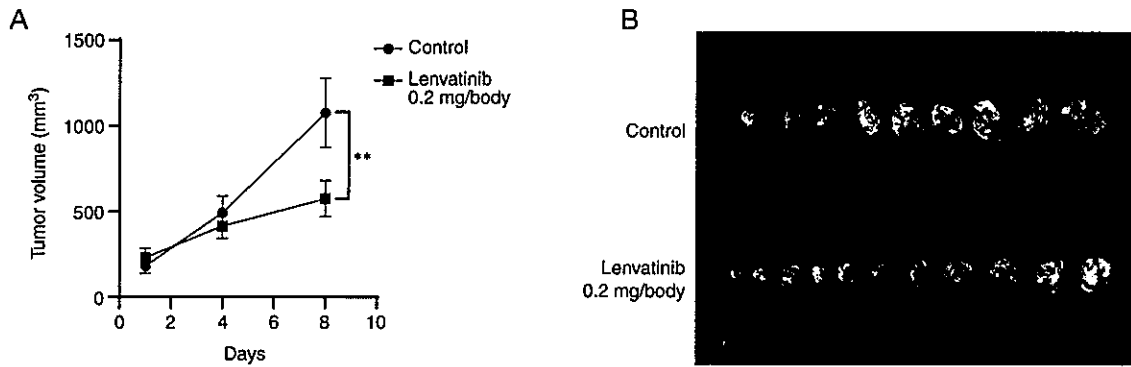 A
1500
1000
500
0
Tumor volume (mm³)
0 2 4 6 8 10
Days
Control
Lenvatinib
0.2 mg/body
**
B
Control
Lenvatinib
0.2 mg/body